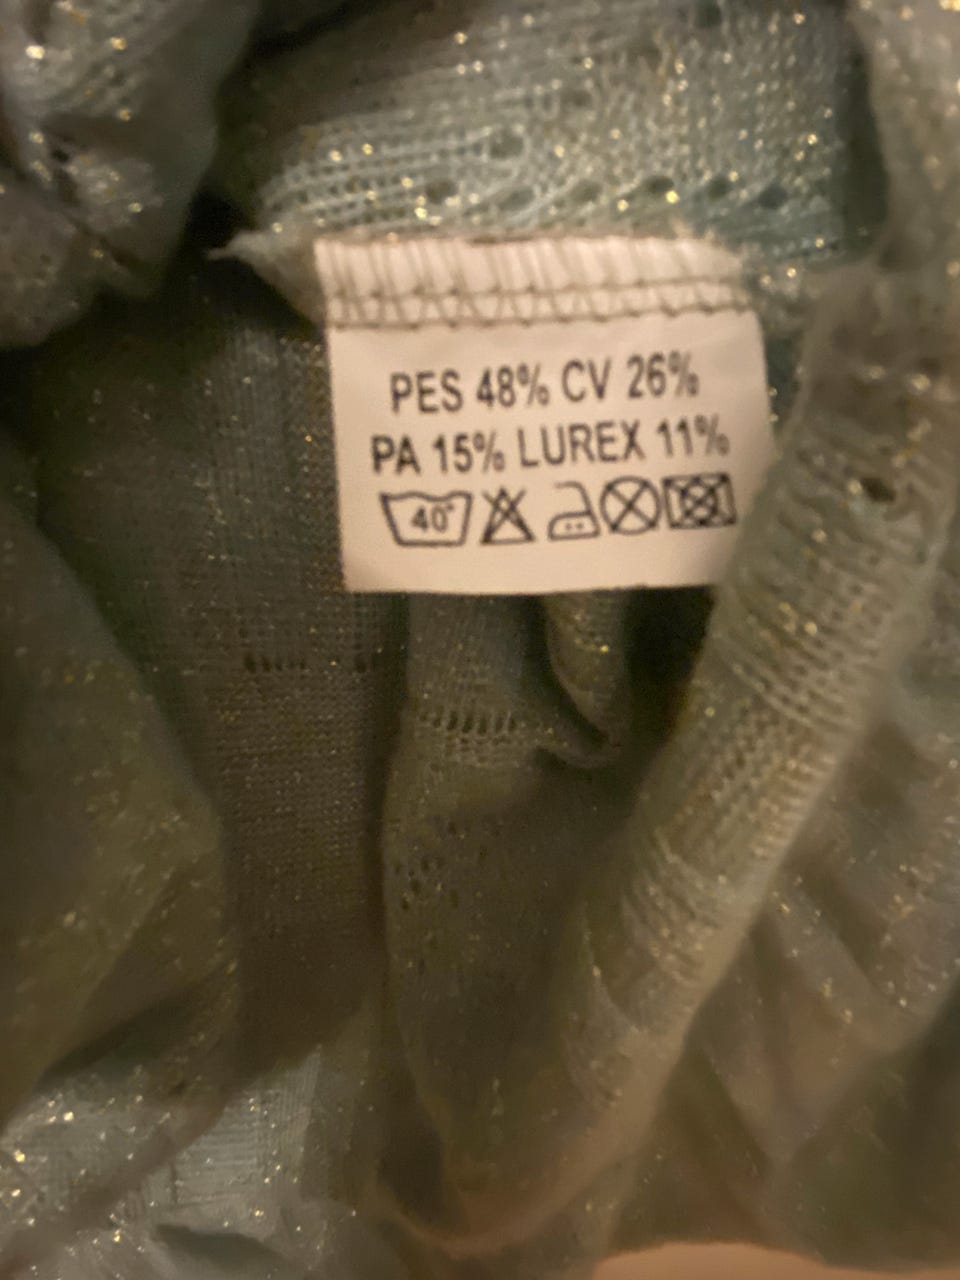 PES 48% CV 26%
PA 15% LUREX 11%
40°